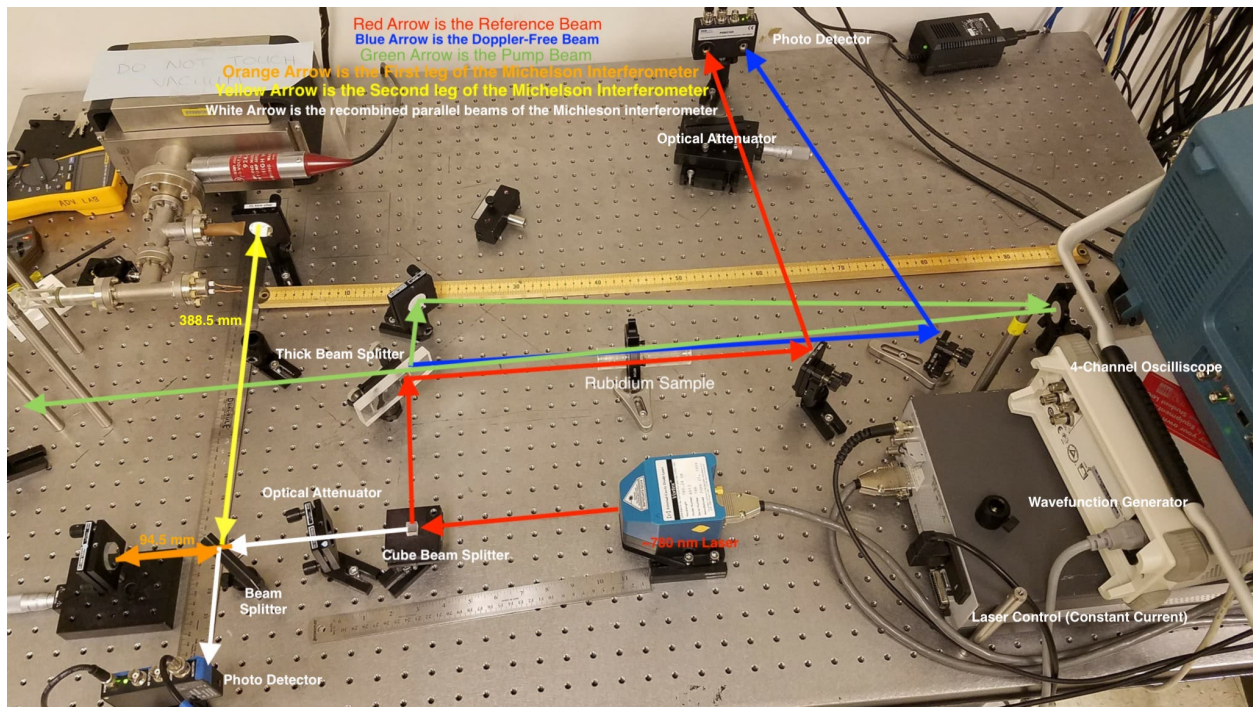 Red Arrow is the Reference Beam
Blue Arrow is the Doppler-Free Beam
Green Arrow is the Pump Beam
Orange Arrow is the First leg of the Michelson Interferometer
Yellow Arrow is the Second leg of the Michelson Interferometer
White Arrow is the recombined parallel beams of the Michleson interferometer
DO NOT TOUCH
VACUUM
Photo Detector
Optical Attenuator
ADV LAB
388.5 mm
Thick Beam Splitter
Rubidium Sample
4-Channel Oscilliscope
Optical Attenuator
Wavefunction Generator
94.5 mm
Cube Beam Splitter
~780 nm Laser
Beam
Splitter
Laser Control (Constant Current)
Photo Detector